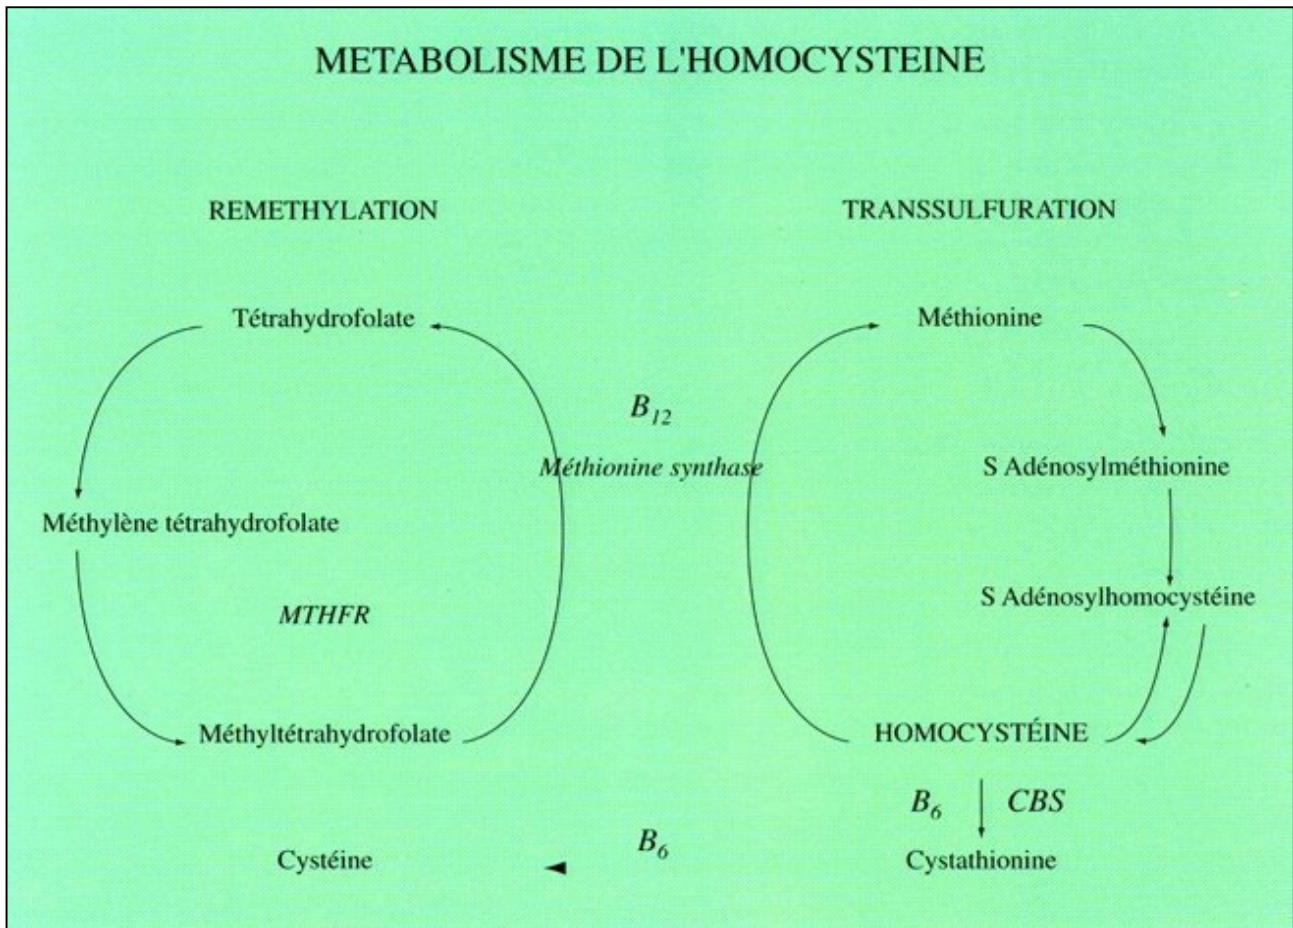 METABOLISME DE L'HOMOCYSTEINE
REMETHYLATION
TRANSSULFURATION
Tétrahydrofolate
Méthionine
B12
Méthionine synthase
S Adénosylméthionine
Méthylène tétrahydrofolate
S Adénosylhomocystéine
MTHFR
Méthyltétrahydrofolate
HOMOCYSTÉINE
B6 CBS
B6
Cystéine
Cystathionine